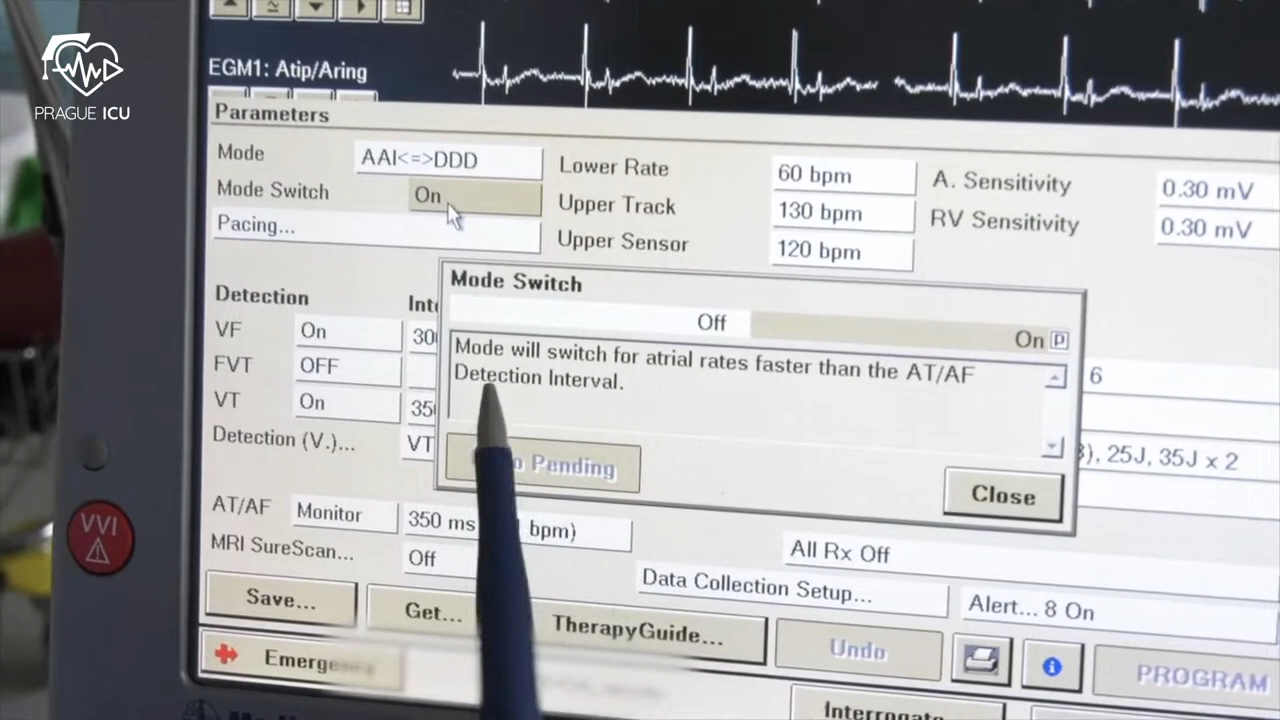 PRAGUE ICU
EGM1: Atip/Aring
Parameters
Mode AAI<=>DDD Lower Rate 60 bpm A. Sensitivity 0.30 mV
Mode Switch On Upper Track 130 bpm RV Sensitivity 0.30 mV
Pacing... Upper Sensor 120 bpm
Mode Switch
Off On P
Mode will switch for atrial rates faster than the AT/AF
Detection Interval.
Pending
Close
Detection
VF On
FVT OFF 6
VT On
Detection (V.)... VT 25J, 35J x 2
AT/AF Monitor 350 ms bpm) All Rx Off
MRI SureScan... Off Data Collection Setup... Alert... 8 On
Save... Get... TherapyGuide... Undo
PROGRAM
Interrogate
VVI